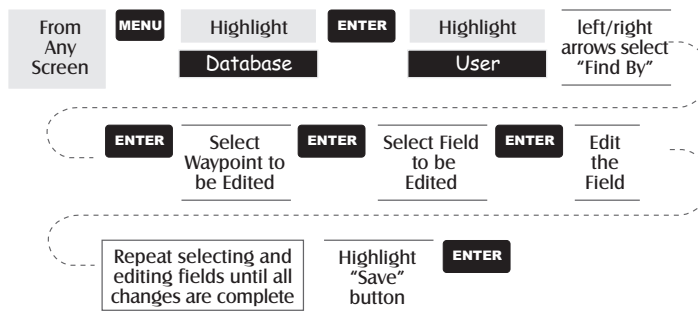 From
Any
Screen
MENU
Highlight
Database
ENTER
Highlight
User
left/right
arrows select
"Find By"
ENTER
Select
Waypoint to
be Edited
ENTER
Select Field
to be
Edited
ENTER
Edit
the
Field
Repeat selecting and
editing fields until all
changes are complete
Highlight
"Save"
button
ENTER